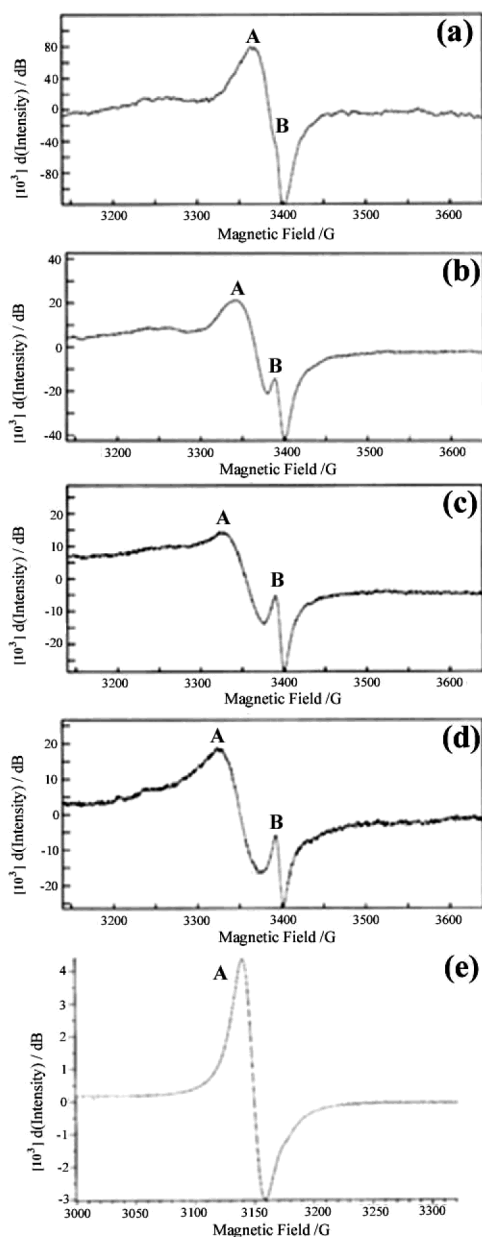 (a)
A
B
80
40
0
-40
-80
[10³] d(Intensity) / dB
3200 3300 3400 3500 3600
Magnetic Field /G
(b)
A
B
40
20
0
-20
-40
[10³] d(Intensity) / dB
3200 3300 3400 3500 3600
Magnetic Field /G
(c)
A
B
20
10
0
-10
-20
[10³] d(Intensity) / dB
3200 3300 3400 3500 3600
Magnetic Field /G
(d)
A
B
20
10
0
-10
-20
[10³] d(Intensity) / dB
3200 3300 3400 3500 3600
Magnetic Field /G
(e)
A
4
3
2
1
0
-1
-2
-3
[10³] d(Intensity) / dB
3000 3050 3100 3150 3200 3250 3300
Magnetic Field /G